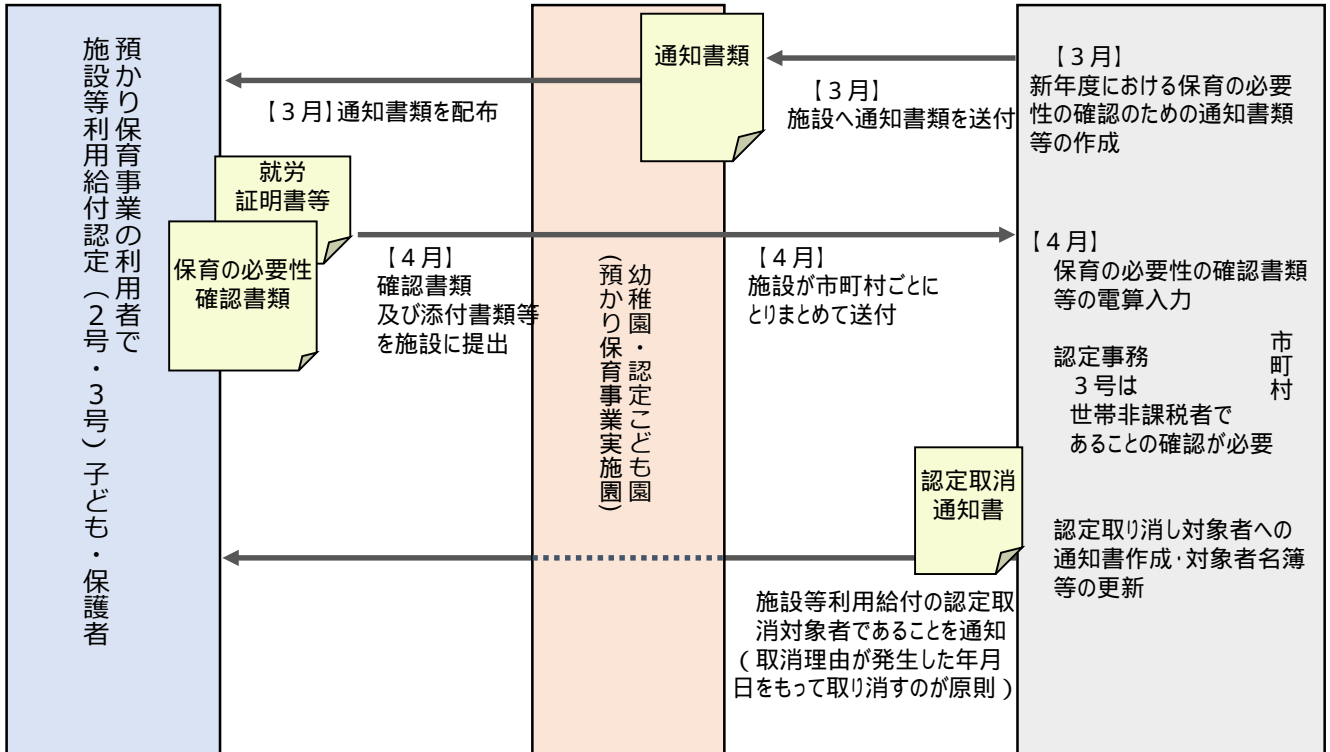 預かり保育事業の利用者で
施設等利用給付認定（2号・3号）子ども・保護者
幼稚園・認定こども園
(預かり保育事業実施園)
市町村
【3月】
新年度における保育の必要
性の確認のための通知書類
等の作成
【3月】
施設へ通知書類を送付
通知書類
【3月】通知書類を配布
就労
証明書等
保育の必要性
確認書類
【4月】
確認書類
及び添付書類等
を施設に提出
【4月】
施設が市町村ごとに
とりまとめて送付
【4月】
保育の必要性の確認書類
等の電算入力
認定事務
3号は
世帯非課税者で
あることの確認が必要
認定取消
通知書
認定取り消し対象者への
通知書作成・対象者名簿
等の更新
施設等利用給付の認定取
消対象者であることを通知
(取消理由が発生した年月
日をもって取り消すのが原則)